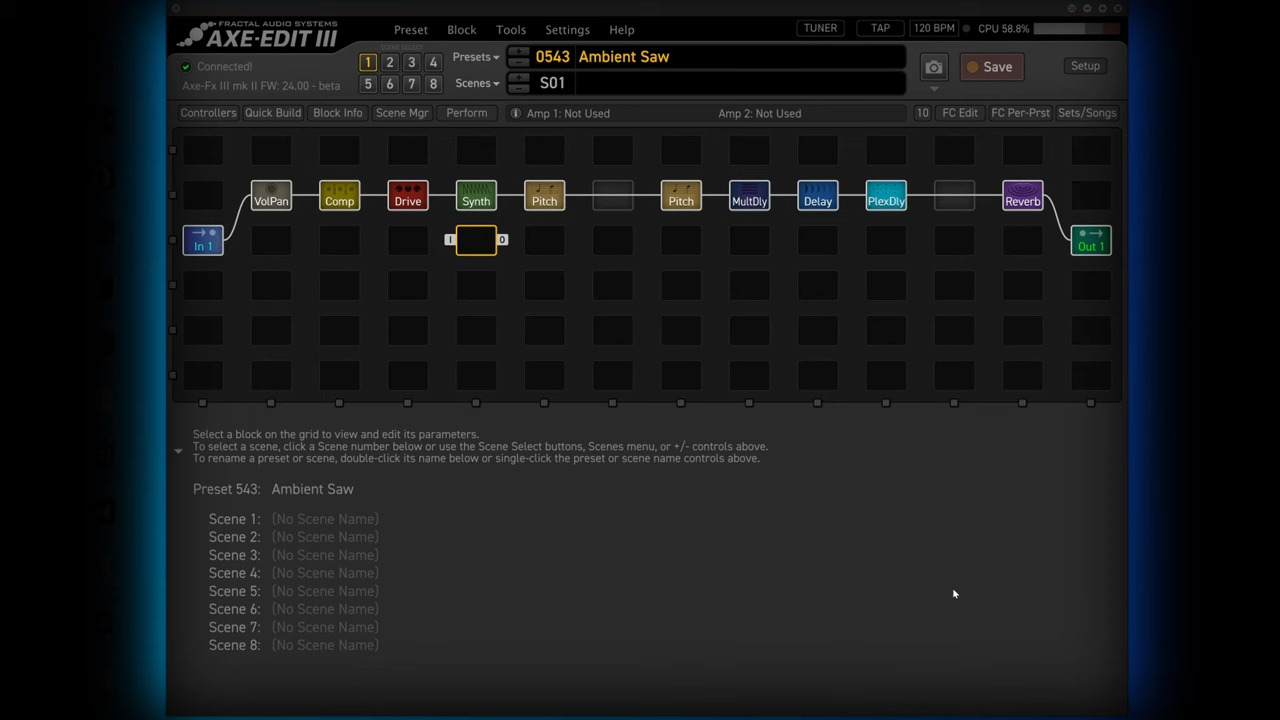 FRACTAL AUDIO SYSTEMS
AXE-EDIT III
Preset Block Tools Settings Help
TUNER TAP 120 BPM CPU 58.8%
Connected!
Axe-Fx III mk II FW: 24.00 - beta
SCENE SELECT
1 2 3 4
5 6 7 8
Presets 0543 Ambient Saw
Scenes S01
Save Setup
Controllers Quick Build Block Info Scene Mgr Perform Amp 1: Not Used Amp 2: Not Used 10 FC Edit FC Per-Prst Sets/Songs
VolPan Comp Drive Synth Pitch Pitch MultDly Delay PlexDly Reverb
In 1 I O Out 1
Select a block on the grid to view and edit its parameters.
To select a scene, click a Scene number below or use the Scene Select buttons, Scenes menu, or +/- controls above.
To rename a preset or scene, double-click its name below or single-click the preset or scene name controls above.
Preset 543: Ambient Saw
Scene 1: (No Scene Name)
Scene 2: (No Scene Name)
Scene 3: (No Scene Name)
Scene 4: (No Scene Name)
Scene 5: (No Scene Name)
Scene 6: (No Scene Name)
Scene 7: (No Scene Name)
Scene 8: (No Scene Name)